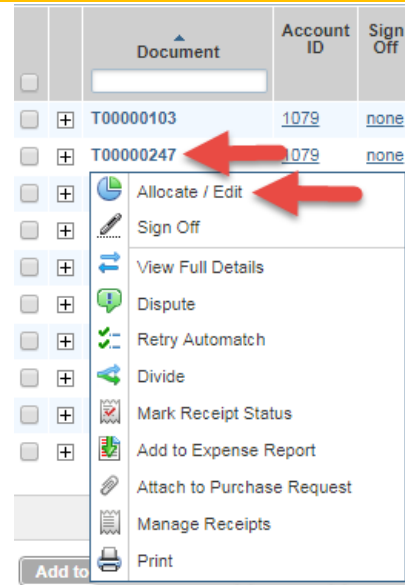 Document Account ID Sign Off
T00000103 1079 none
T00000247 1079 none
Allocate / Edit
Sign Off
View Full Details
Dispute
Retry Automatch
Divide
Mark Receipt Status
Add to Expense Report
Attach to Purchase Request
Manage Receipts
Print
Add to